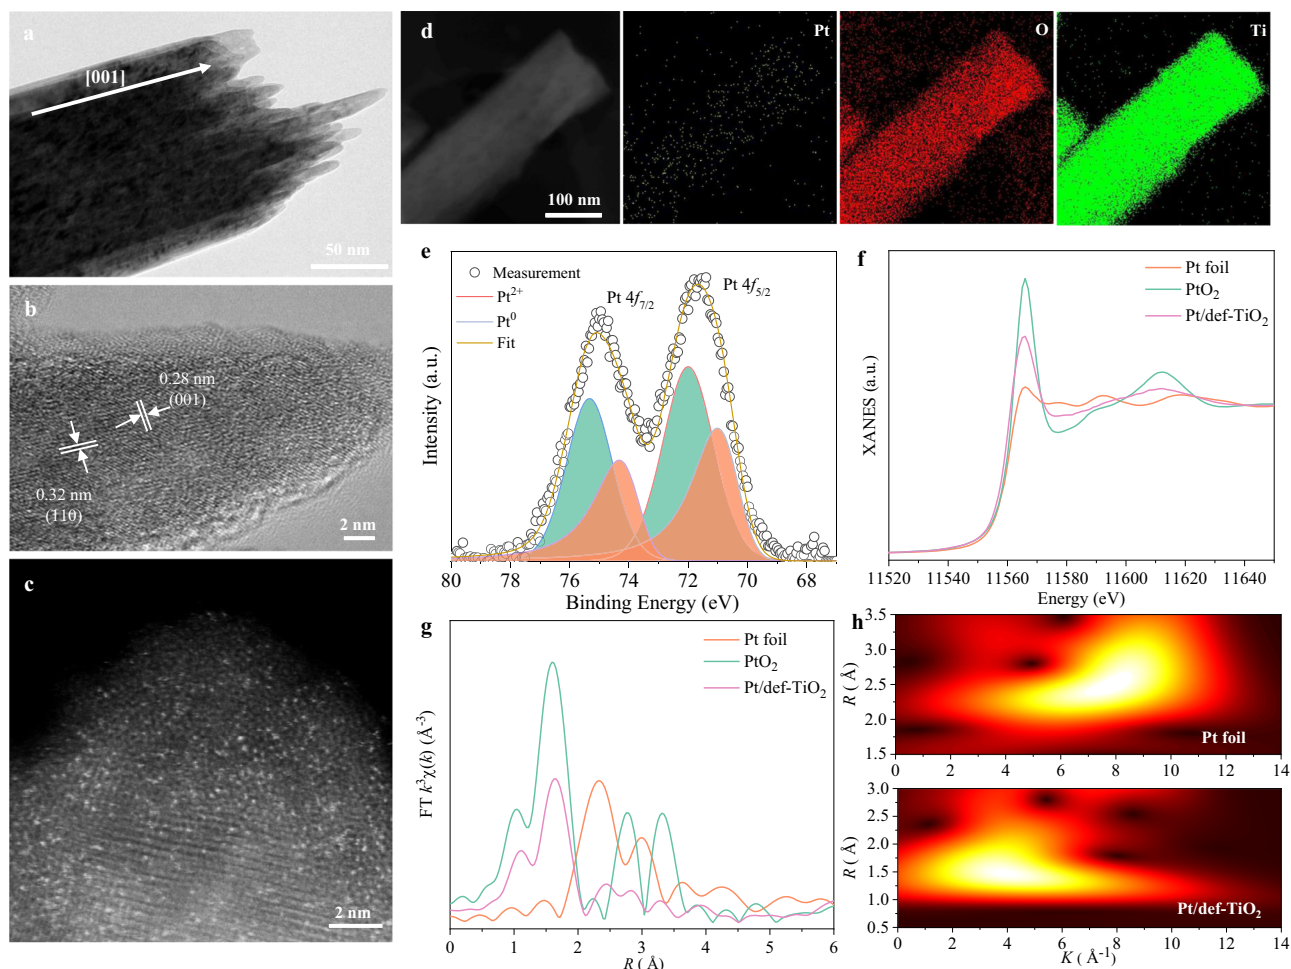 a
[001]
50 nm
b
0.28 nm
(001)
0.32 nm
(110)
2 nm
c
2 nm
d
100 nm
Pt
O
Ti
e
Measurement
Pt2+
Pt0
Fit
Pt 4f7/2
Pt 4f5/2
Intensity (a.u.)
80 78 76 74 72 70 68
Binding Energy (eV)
f
Pt foil
PtO2
Pt/def-TiO2
XANES (a.u.)
11520 11540 11560 11580 11600 11620 11640
Energy (eV)
g
Pt foil
PtO2
Pt/def-TiO2
FT k3χ(k) (Å-3)
0 1 2 3 4 5 6
R (Å)
h
3.5
3.0
2.5
2.0
1.5
R ( Å)
Pt foil
0 2 4 6 8 10 12 14
3.0
2.5
2.0
1.5
1.0
0.5
R ( Å)
Pt/def-TiO2
0 2 4 6 8 10 12 14
K ( Å-1)